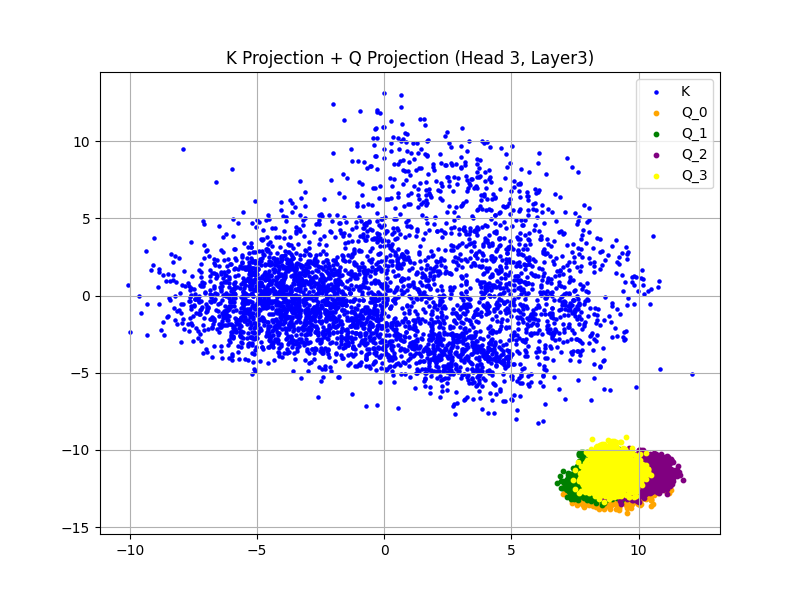 K Projection + Q Projection (Head 3, Layer3)
K
Q_0
Q_1
Q_2
Q_3
10
5
0
−5
−10
−15
−10
−5
0
5
10